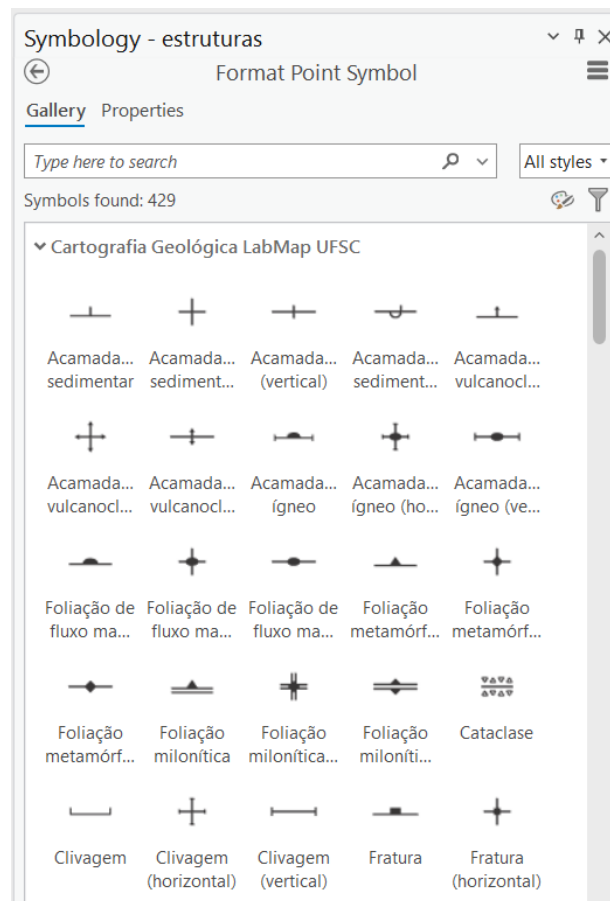 Symbology - estruturas
Format Point Symbol
Gallery Properties
Type here to search
All styles
Symbols found: 429
Cartografia Geológica LabMap UFSC
Acamada... Acamada... Acamada... Acamada... Acamada...
sedimentar sediment... (vertical) sediment... vulcanocl...
Acamada... Acamada... Acamada... Acamada... Acamada...
vulcanocl... vulcanocl... ígneo ígneo (ho... ígneo (ve...
Foliação de Foliação de Foliação de Foliação Foliação
fluxo ma... fluxo ma... fluxo ma... metamórf... metamórf...
Foliação Foliação Foliação Foliação Cataclase
metamórf... milonítica milonítica... miloníti...
Clivagem Clivagem Clivagem Fratura Fratura
(horizontal) (vertical) (horizontal)